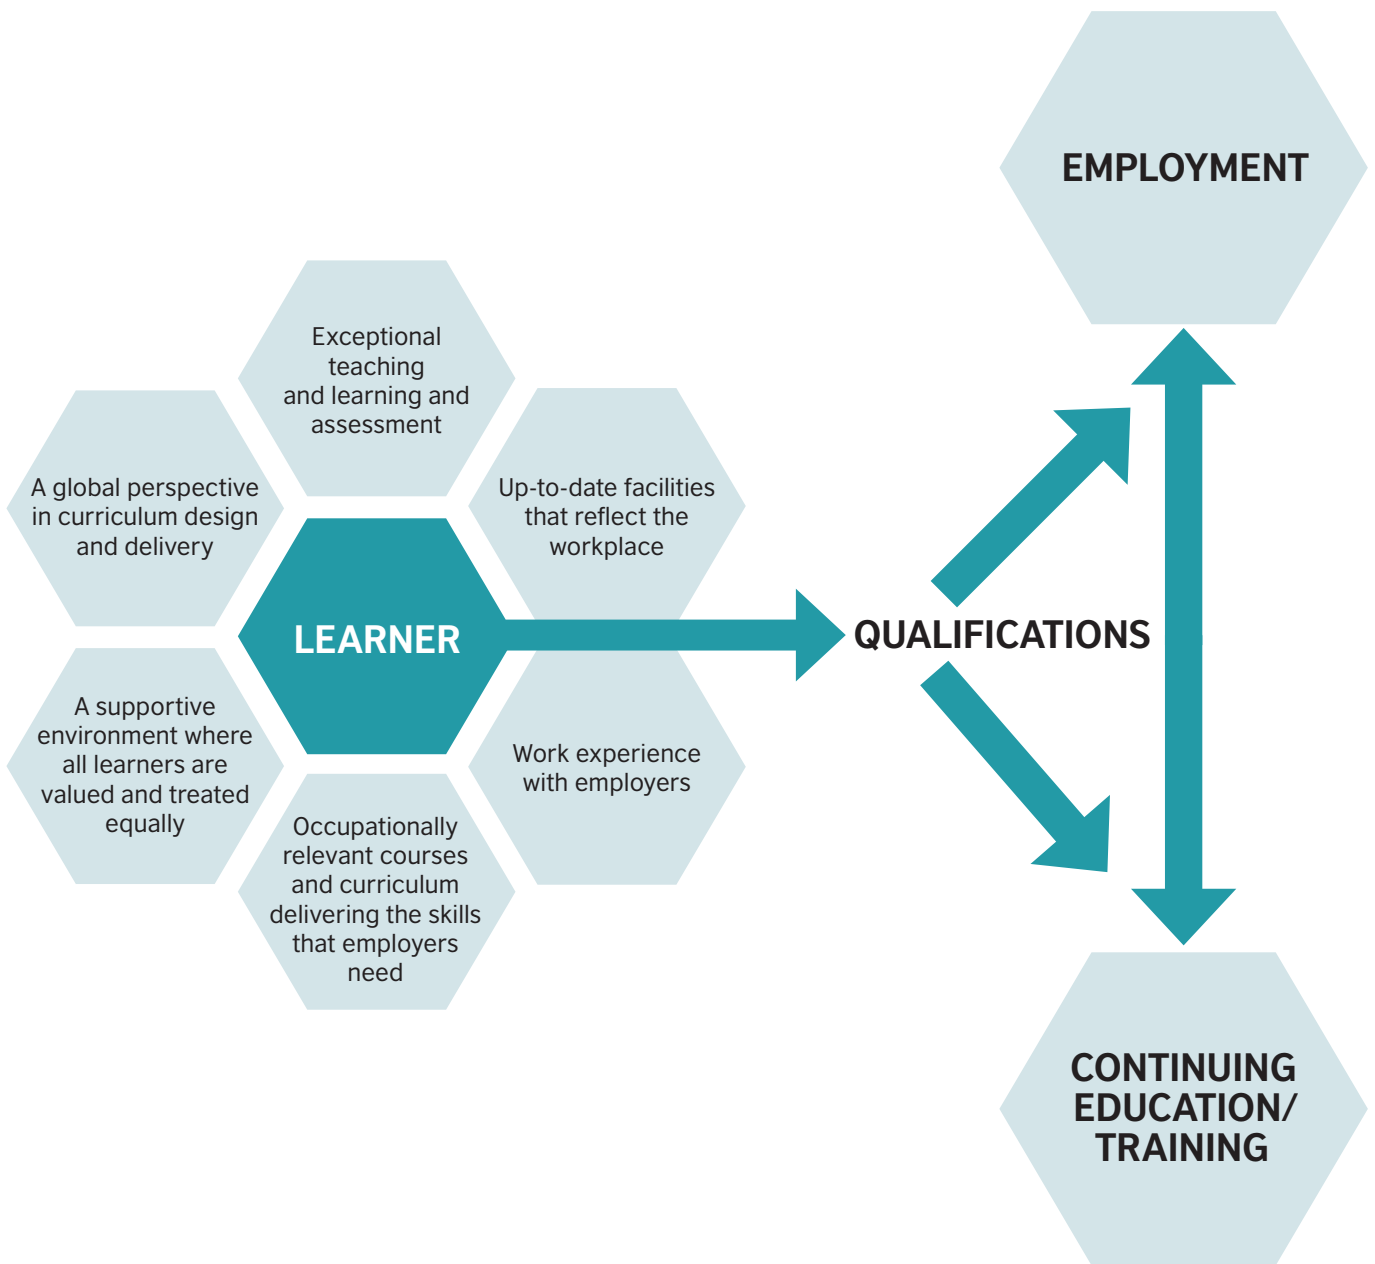 EMPLOYMENT
Exceptional
teaching
and learning and
assessment
A global perspective
in curriculum design
and delivery
Up-to-date facilities
that reflect the
workplace
LEARNER
QUALIFICATIONS
A supportive
environment where
all learners are
valued and treated
equally
Work experience
with employers
Occupationally
relevant courses
and curriculum
delivering the skills
that employers
need
CONTINUING
EDUCATION/
TRAINING